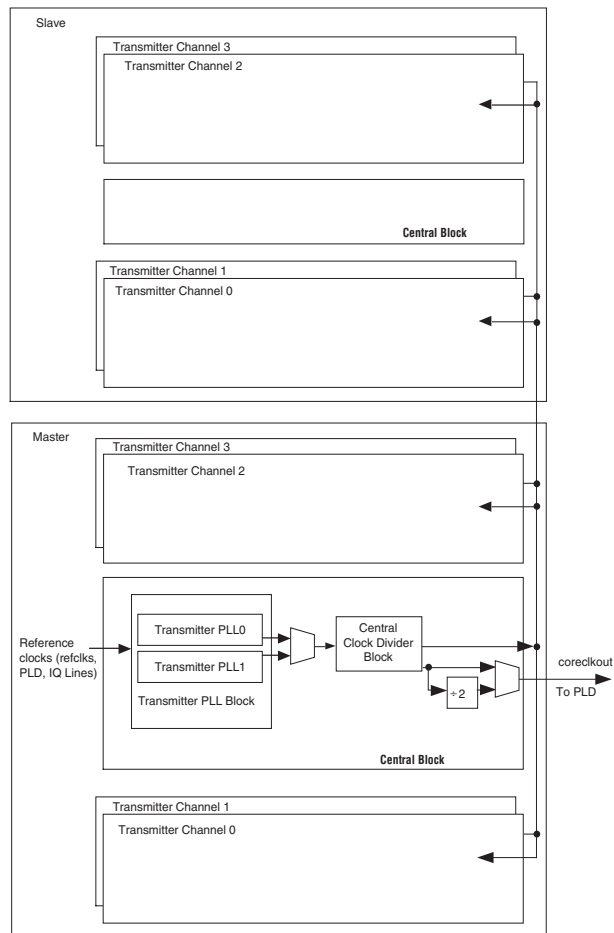 Slave
Transmitter Channel 3
Transmitter Channel 2
Central Block
Transmitter Channel 1
Transmitter Channel 0
Master
Transmitter Channel 3
Transmitter Channel 2
Reference
clocks (refclks,
PLD, IQ Lines)
Transmitter PLL0
Transmitter PLL1
Transmitter PLL Block
Central
Clock Divider
Block
÷2
coreclkout
To PLD
Central Block
Transmitter Channel 1
Transmitter Channel 0